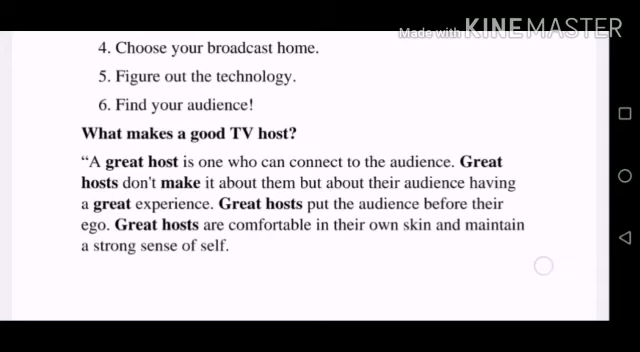 Made with KINEMASTER
4. Choose your broadcast home.
5. Figure out the technology.
6. Find your audience!
What makes a good TV host?
“A great host is one who can connect to the audience. Great
hosts don't make it about them but about their audience having
a great experience. Great hosts put the audience before their
ego. Great hosts are comfortable in their own skin and maintain
a strong sense of self.